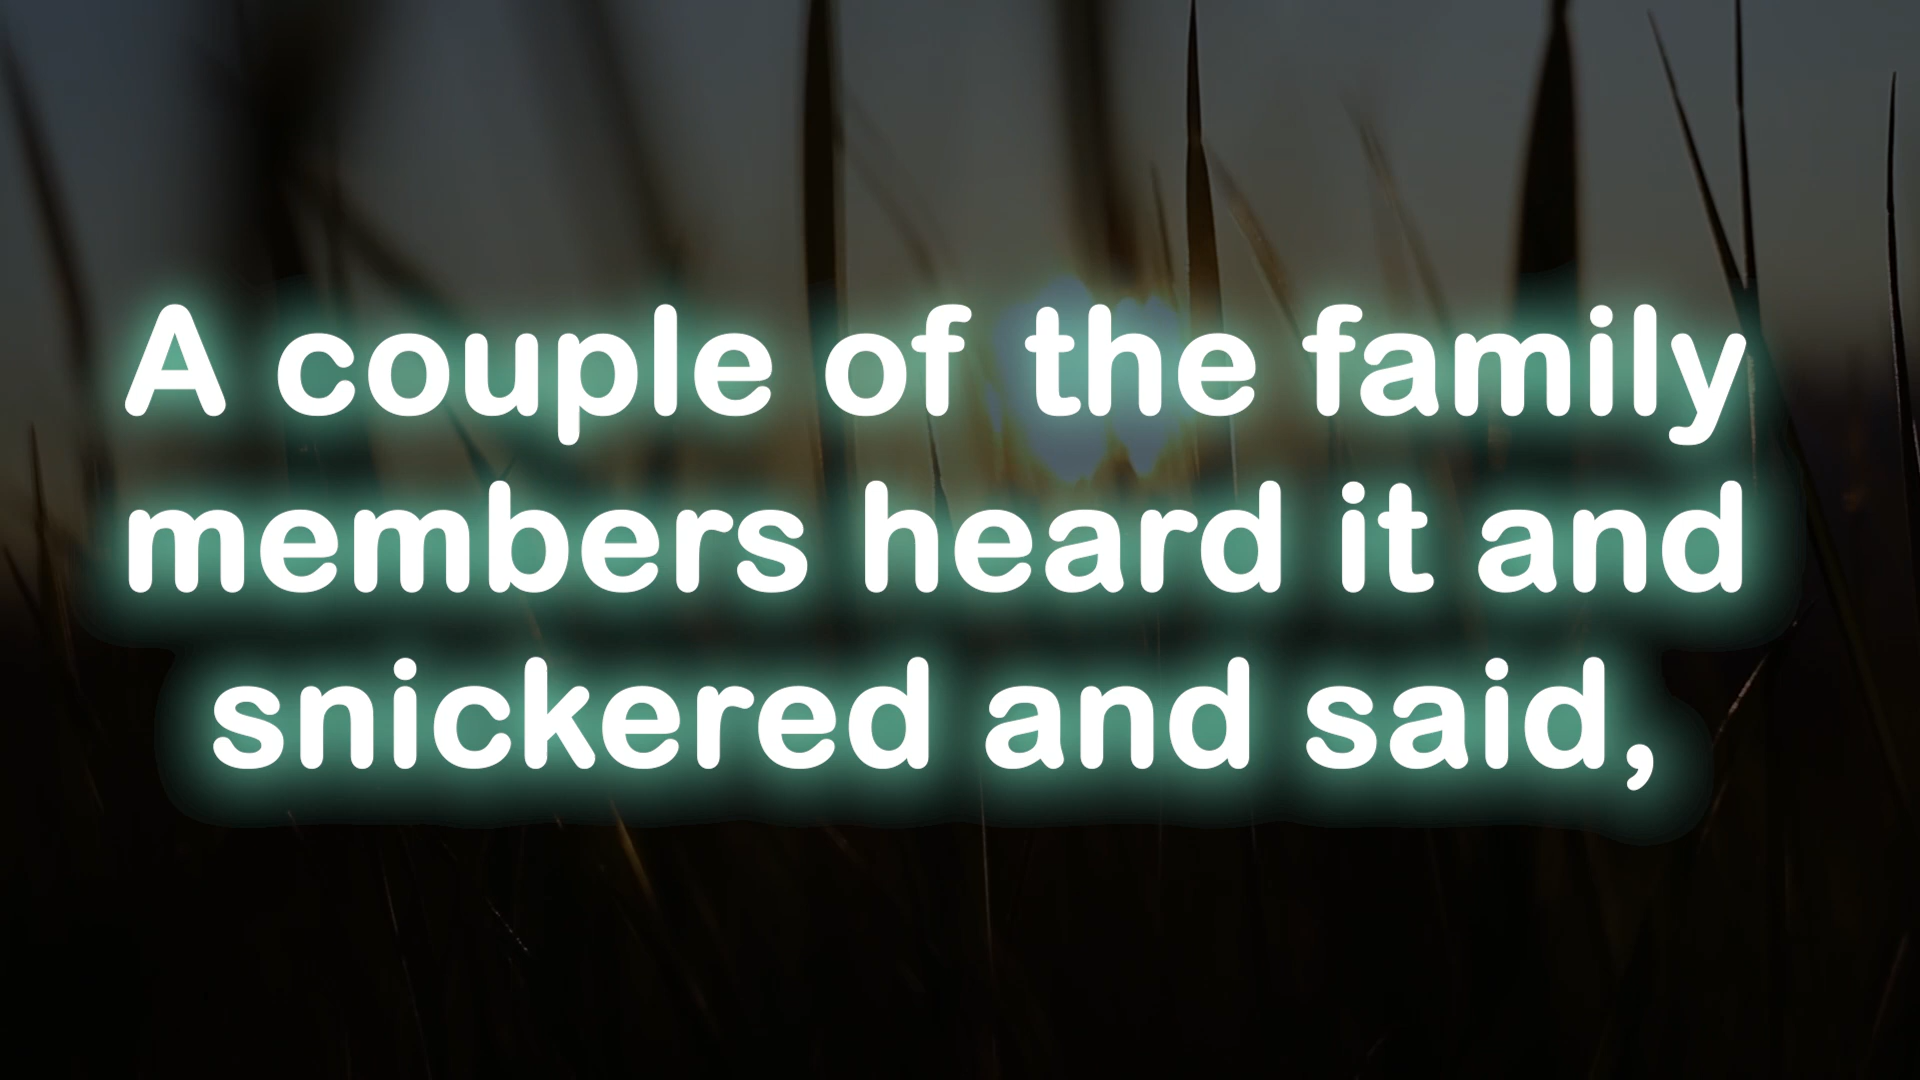 A couple of the family
members heard it and
snickered and said,